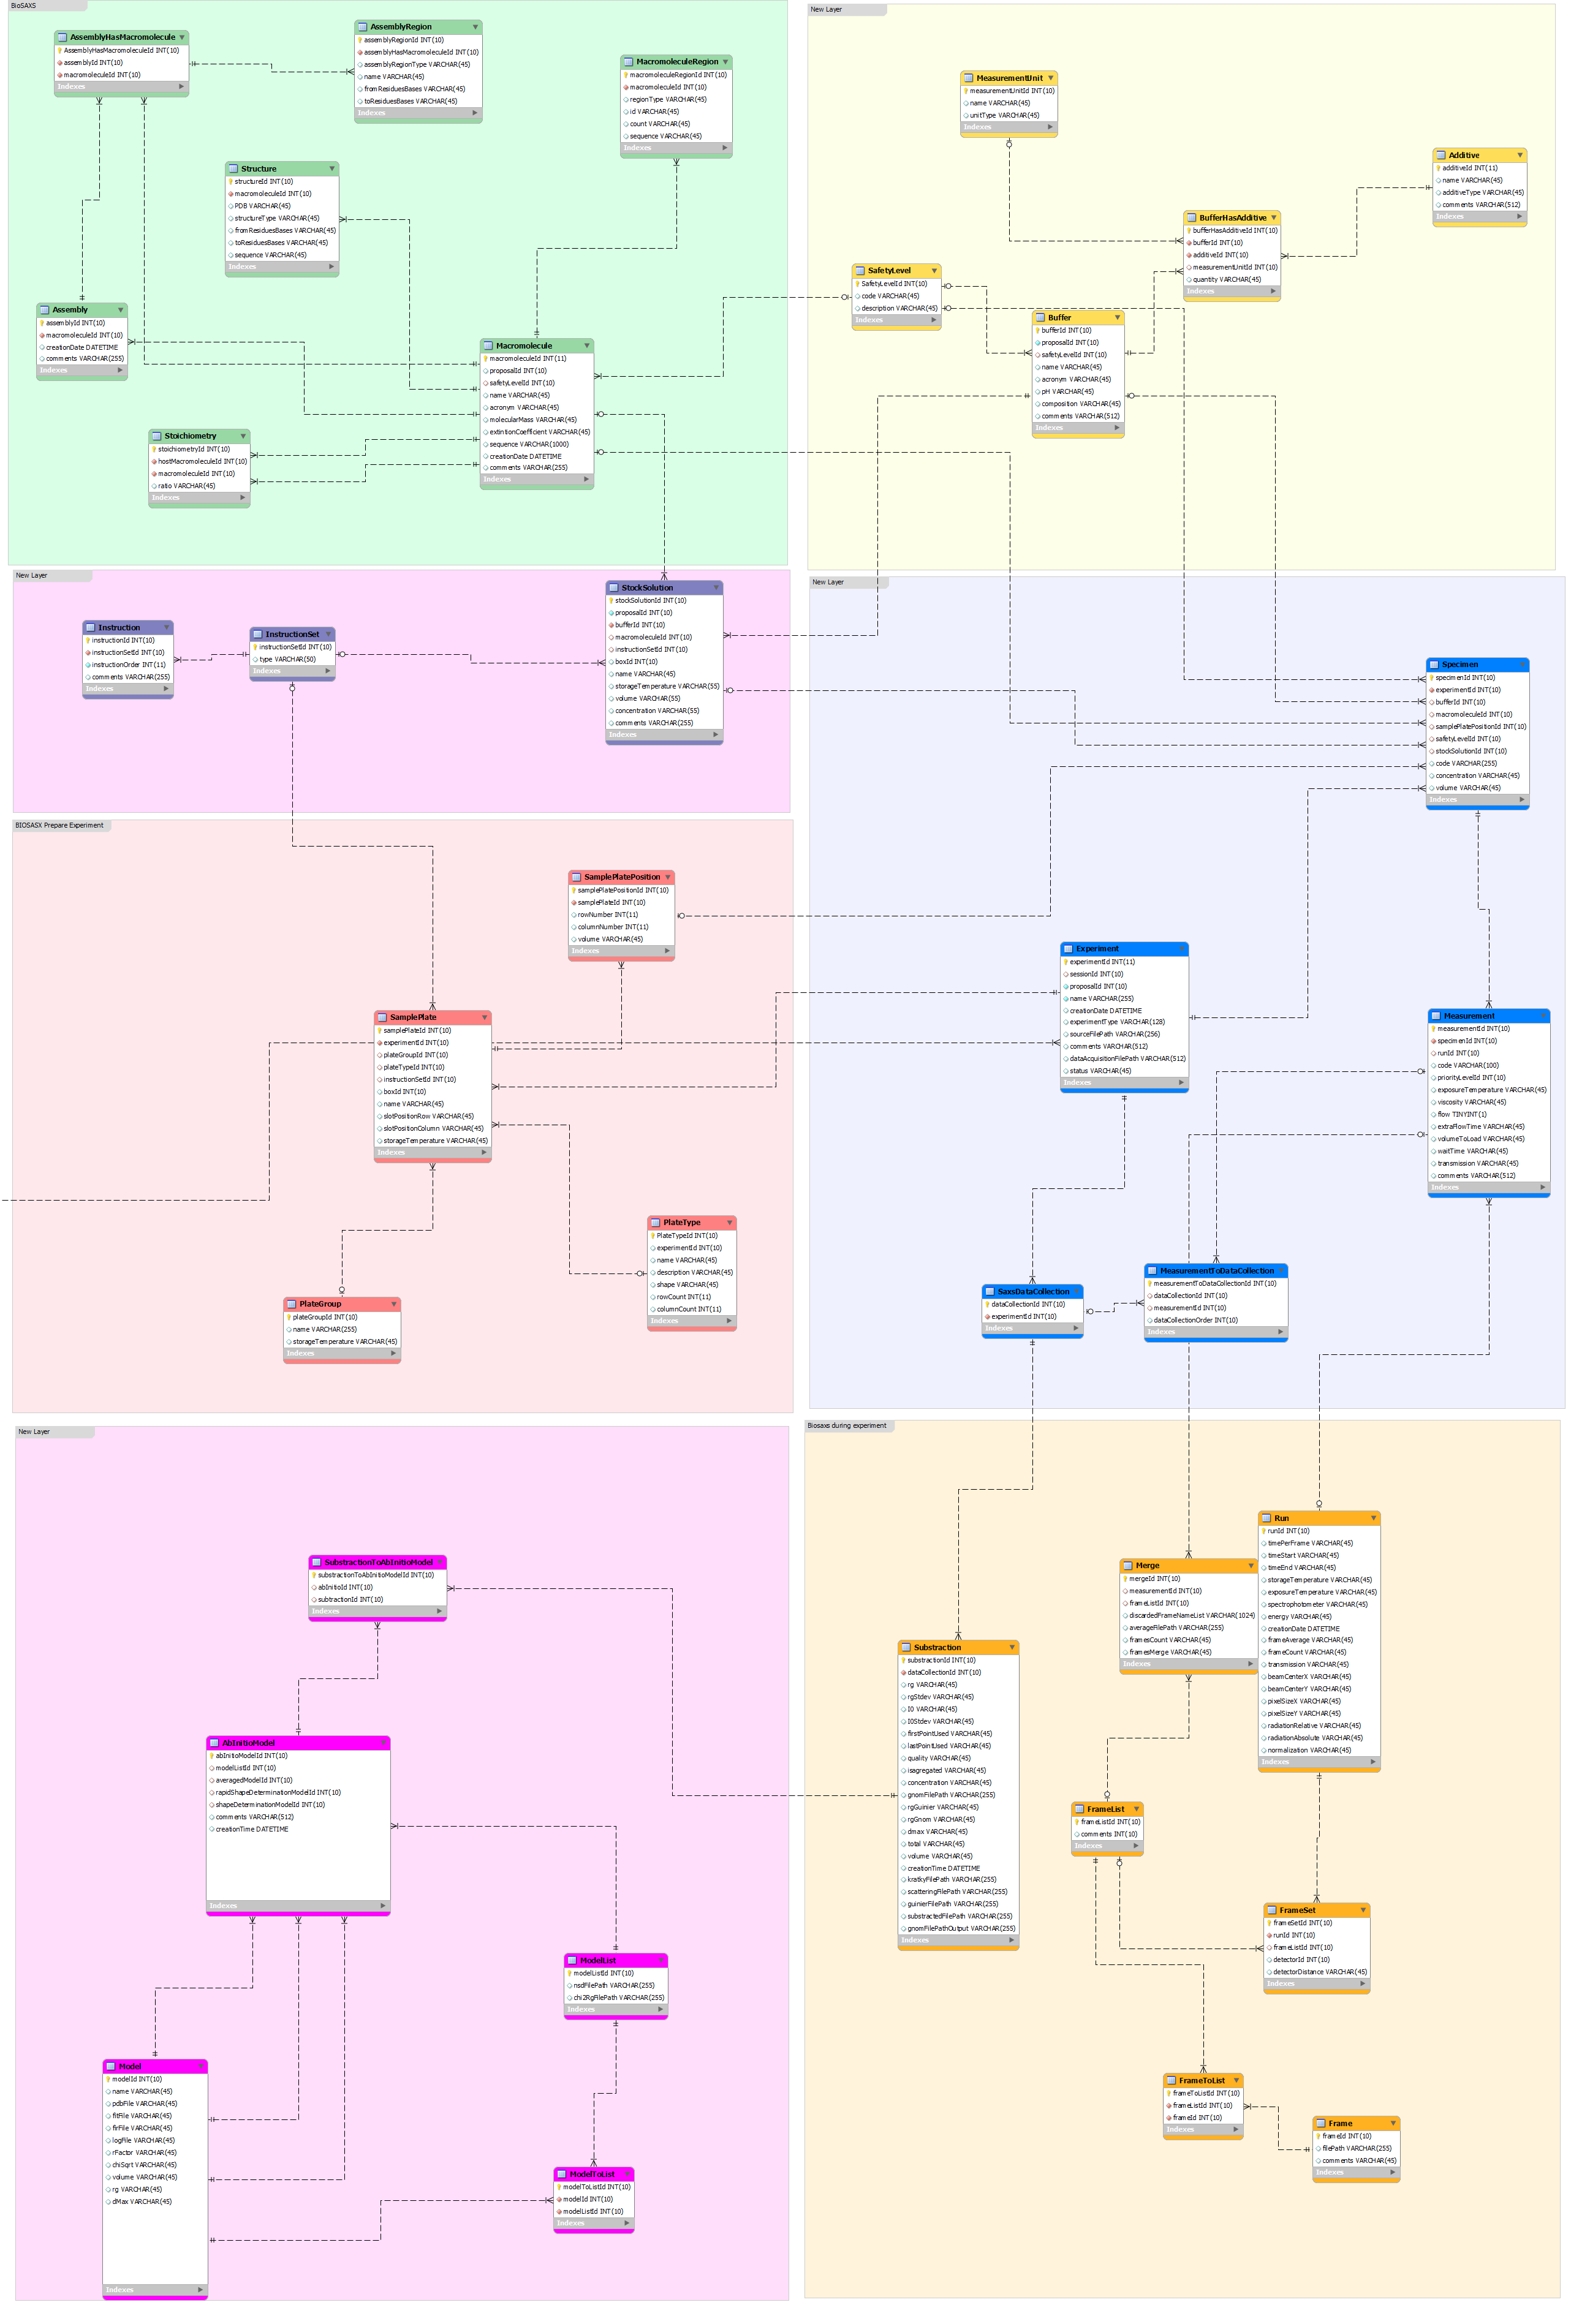 BioSAXS
AssemblyHasMacromolecule
AssemblyHasMacromoleculeId INT(10)
assemblyId INT(10)
macromoleculeId INT(10)
Indexes
AssemblyRegion
assemblyRegionId INT(10)
assemblyHasMacromoleculeId INT(10)
assemblyRegionType VARCHAR(45)
name VARCHAR(45)
fromResiduesBases VARCHAR(45)
toResiduesBases VARCHAR(45)
Indexes
MacromoleculeRegion
macromoleculeRegionId INT(10)
macromoleculeId INT(10)
regionType VARCHAR(45)
id VARCHAR(45)
count VARCHAR(45)
sequence VARCHAR(45)
Indexes
Structure
structureId INT(10)
macromoleculeId INT(10)
PDB VARCHAR(45)
structureType VARCHAR(45)
fromResiduesBases VARCHAR(45)
toResiduesBases VARCHAR(45)
sequence VARCHAR(45)
Indexes
Assembly
assemblyId INT(10)
macromoleculeId INT(10)
creationDate DATETIME
comments VARCHAR(255)
Indexes
Macromolecule
macromoleculeId INT(11)
proposalId INT(10)
safetyLevelId INT(10)
name VARCHAR(45)
acronym VARCHAR(45)
molecularMass VARCHAR(45)
extintionCoefficient VARCHAR(45)
sequence VARCHAR(1000)
creationDate DATETIME
comments VARCHAR(255)
Indexes
Stoichiometry
stoichiometryId INT(10)
hostMacromoleculeId INT(10)
macromoleculeId INT(10)
ratio VARCHAR(45)
Indexes
New Layer
MeasurementUnit
measurementUnitId INT(10)
name VARCHAR(45)
unitType VARCHAR(45)
Indexes
Additive
additiveId INT(11)
name VARCHAR(45)
additiveType VARCHAR(45)
comments VARCHAR(512)
Indexes
BufferHasAdditive
bufferHasAdditiveId INT(10)
bufferId INT(10)
additiveId INT(10)
measurementUnitId INT(10)
quantity VARCHAR(45)
Indexes
SafetyLevel
SafetyLevelId INT(10)
code VARCHAR(45)
description VARCHAR(45)
Indexes
Buffer
bufferId INT(10)
proposalId INT(10)
safetyLevelId INT(10)
name VARCHAR(45)
acronym VARCHAR(45)
pH VARCHAR(45)
composition VARCHAR(45)
comments VARCHAR(512)
Indexes
New Layer
Instruction
instructionId INT(10)
instructionSetId INT(10)
instructionOrder INT(11)
comments VARCHAR(255)
Indexes
InstructionSet
instructionSetId INT(10)
type VARCHAR(50)
Indexes
StockSolution
stockSolutionId INT(10)
proposalId INT(10)
bufferId INT(10)
macromoleculeId INT(10)
instructionSetId INT(10)
boxId INT(10)
name VARCHAR(45)
storageTemperature VARCHAR(55)
volume VARCHAR(55)
concentration VARCHAR(55)
comments VARCHAR(255)
Indexes
New Layer
Specimen
specimenId INT(10)
experimentId INT(10)
bufferId INT(10)
macromoleculeId INT(10)
samplePlatePositionId INT(10)
safetyLevelId INT(10)
stockSolutionId INT(10)
code VARCHAR(255)
concentration VARCHAR(45)
volume VARCHAR(45)
Indexes
Experiment
experimentId INT(11)
sessionId INT(10)
proposalId INT(10)
name VARCHAR(255)
creationDate DATETIME
experimentType VARCHAR(128)
sourceFilePath VARCHAR(256)
comments VARCHAR(512)
dataAcquisitionFilePath VARCHAR(512)
status VARCHAR(45)
Indexes
Measurement
measurementId INT(10)
specimenId INT(10)
runId INT(10)
code VARCHAR(100)
priorityLevelId INT(10)
exposureTemperature VARCHAR(45)
viscosity VARCHAR(45)
flow TINYINT(1)
extraFlowTime VARCHAR(45)
volumeToLoad VARCHAR(45)
waitTime VARCHAR(45)
transmission VARCHAR(45)
comments VARCHAR(512)
Indexes
SaxsDataCollection
dataCollectionId INT(10)
experimentId INT(10)
Indexes
MeasurementToDataCollection
measurementToDataCollectionId INT(10)
dataCollectionId INT(10)
measurementId INT(10)
dataCollectionOrder INT(10)
Indexes
BIOSASX Prepare Experiment
SamplePlatePosition
samplePlatePositionId INT(10)
samplePlateId INT(10)
rowNumber INT(11)
columnNumber INT(11)
volume VARCHAR(45)
Indexes
SamplePlate
samplePlateId INT(10)
experimentId INT(10)
plateGroupId INT(10)
plateTypeId INT(10)
instructionSetId INT(10)
boxId INT(10)
name VARCHAR(45)
slotPositionRow VARCHAR(45)
slotPositionColumn VARCHAR(45)
storageTemperature VARCHAR(45)
Indexes
PlateType
PlateTypeId INT(10)
experimentId INT(10)
name VARCHAR(45)
description VARCHAR(45)
shape VARCHAR(45)
rowCount INT(11)
columnCount INT(11)
Indexes
PlateGroup
plateGroupId INT(10)
name VARCHAR(255)
storageTemperature VARCHAR(45)
Indexes
New Layer
SubstractionToAbInitioModel
substractionToAbInitioModelId INT(10)
abInitioId INT(10)
subtractionId INT(10)
Indexes
AbInitioModel
abInitioModelId INT(10)
modelListId INT(10)
averagedModelId INT(10)
rapidShapeDeterminationModelId INT(10)
shapeDeterminationModelId INT(10)
comments VARCHAR(512)
creationTime DATETIME
Indexes
ModelList
modelListId INT(10)
nsdFilePath VARCHAR(255)
chi2RgFilePath VARCHAR(255)
Indexes
Model
modelId INT(10)
name VARCHAR(45)
pdbFile VARCHAR(45)
fitFile VARCHAR(45)
firFile VARCHAR(45)
logFile VARCHAR(45)
rFactor VARCHAR(45)
chiSqrt VARCHAR(45)
volume VARCHAR(45)
rg VARCHAR(45)
dMax VARCHAR(45)
Indexes
ModelToList
modelToListId INT(10)
modelId INT(10)
modelListId INT(10)
Indexes
Biosaxs during experiment
Run
runId INT(10)
timePerFrame VARCHAR(45)
timeStart VARCHAR(45)
timeEnd VARCHAR(45)
storageTemperature VARCHAR(45)
exposureTemperature VARCHAR(45)
spectrophotometer VARCHAR(45)
energy VARCHAR(45)
creationDate DATETIME
frameAverage VARCHAR(45)
frameCount VARCHAR(45)
transmission VARCHAR(45)
beamCenterX VARCHAR(45)
beamCenterY VARCHAR(45)
pixelSizeX VARCHAR(45)
pixelSizeY VARCHAR(45)
radiationRelative VARCHAR(45)
radiationAbsolute VARCHAR(45)
normalization VARCHAR(45)
Indexes
Merge
mergeId INT(10)
measurementId INT(10)
frameListId INT(10)
discardedFrameNameList VARCHAR(1024)
averageFilePath VARCHAR(255)
framesCount VARCHAR(45)
framesMerge VARCHAR(45)
Indexes
Substraction
substractionId INT(10)
dataCollectionId INT(10)
rg VARCHAR(45)
rgStdev VARCHAR(45)
I0 VARCHAR(45)
I0Stdev VARCHAR(45)
firstPointUsed VARCHAR(45)
lastPointUsed VARCHAR(45)
quality VARCHAR(45)
isagregated VARCHAR(45)
concentration VARCHAR(45)
gnomFilePath VARCHAR(255)
rgGuinier VARCHAR(45)
rgGnom VARCHAR(45)
dmax VARCHAR(45)
total VARCHAR(45)
volume VARCHAR(45)
creationTime DATETIME
kratkyFilePath VARCHAR(255)
scatteringFilePath VARCHAR(255)
guinierFilePath VARCHAR(255)
substractedFilePath VARCHAR(255)
gnomFilePathOutput VARCHAR(255)
Indexes
FrameList
frameListId INT(10)
comments INT(10)
Indexes
FrameSet
frameSetId INT(10)
runId INT(10)
frameListId INT(10)
detectorId INT(10)
detectorDistance VARCHAR(45)
Indexes
FrameToList
frameToListId INT(10)
frameListId INT(10)
frameId INT(10)
Indexes
Frame
frameId INT(10)
filePath VARCHAR(255)
comments VARCHAR(45)
Indexes